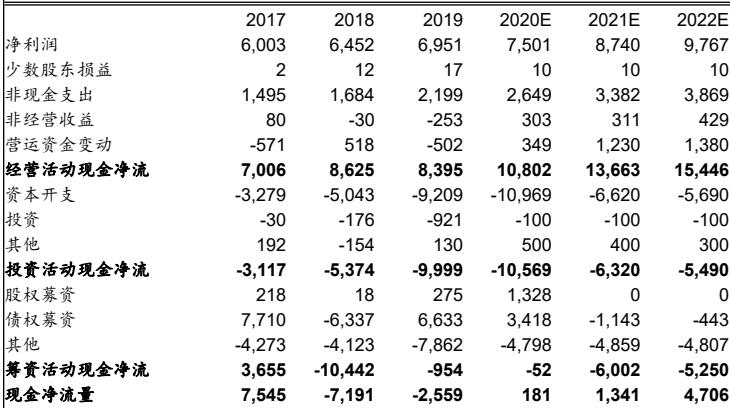 2017 2018 2019 2020E 2021E 2022E
净利润 6,003 6,452 6,951 7,501 8,740 9,767
少数股东损益 2 12 17 10 10 10
非现金支出 1,495 1,684 2,199 2,649 3,382 3,869
非经营收益 80 -30 -253 303 311 429
营运资金变动 -571 518 -502 349 1,230 1,380
经营活动现金净流 7,006 8,625 8,395 10,802 13,663 15,446
资本开支 -3,279 -5,043 -9,209 -10,969 -6,620 -5,690
投资 -30 -176 -921 -100 -100 -100
其他 192 -154 130 500 400 300
投资活动现金净流 -3,117 -5,374 -9,999 -10,569 -6,320 -5,490
股权募资 218 18 275 1,328 0 0
债权募资 7,710 -6,337 6,633 3,418 -1,143 -443
其他 -4,273 -4,123 -7,862 -4,798 -4,859 -4,807
筹资活动现金净流 3,655 -10,442 -954 -52 -6,002 -5,250
现金净流量 7,545 -7,191 -2,559 181 1,341 4,706